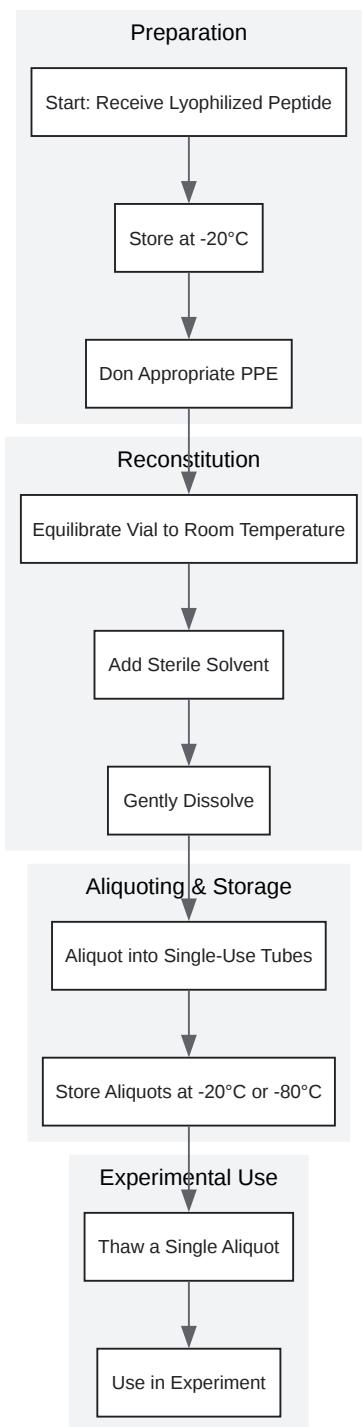 Preparation
Start: Receive Lyophilized Peptide
Store at -20°C
Don Appropriate PPE
Reconstitution
Equilibrate Vial to Room Temperature
Add Sterile Solvent
Gently Dissolve
Aliquoting & Storage
Aliquot into Single-Use Tubes
Store Aliquots at -20°C or -80°C
Experimental Use
Thaw a Single Aliquot
Use in Experiment